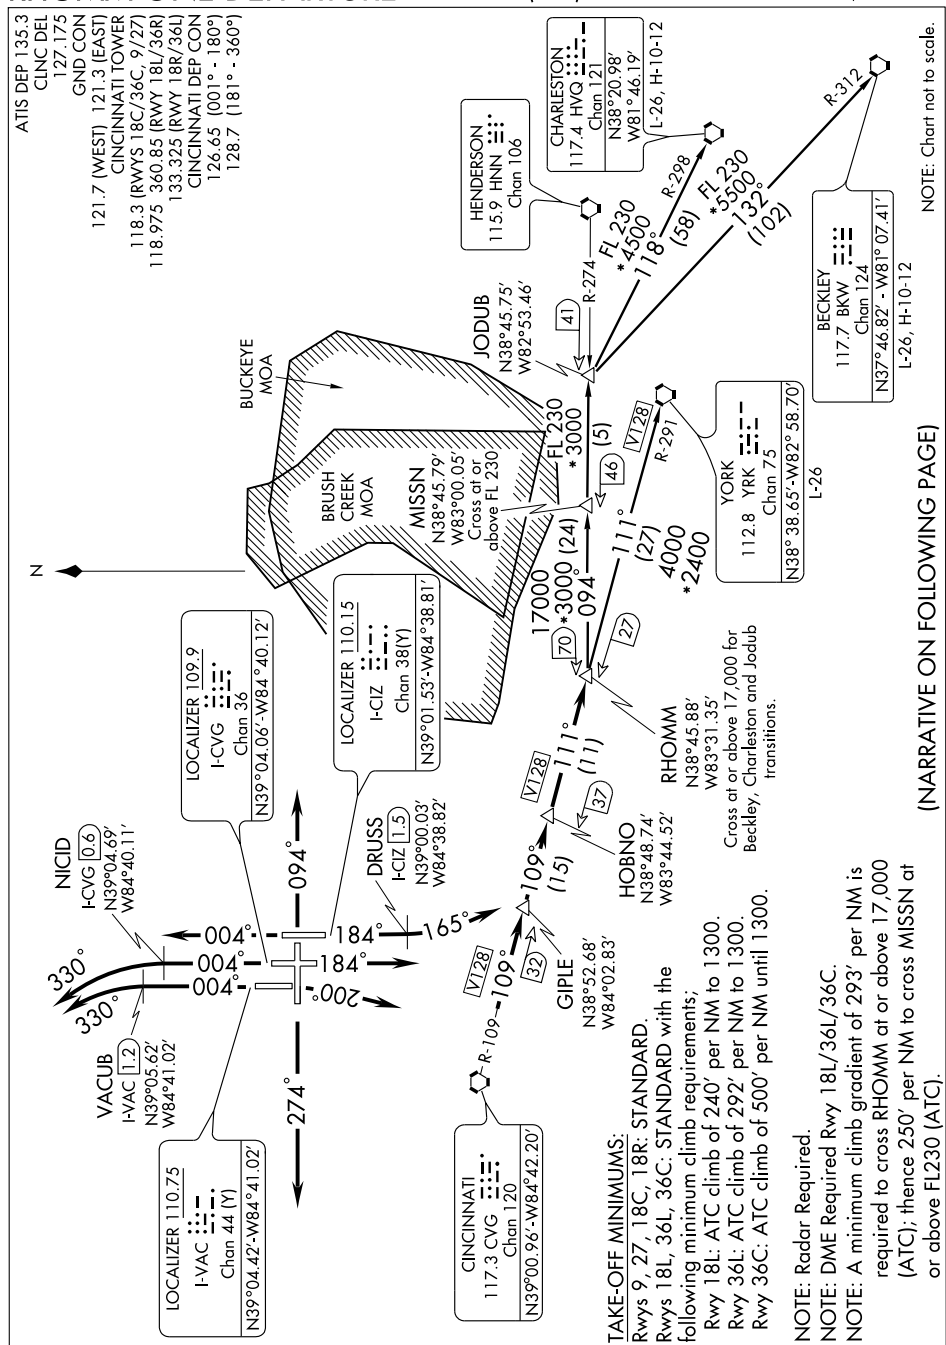 ATIS DEP 135.3
CLNC DEL
127.175
GND CON
121.7 (WEST) 121.3 (EAST)
CINCINNATI TOWER
118.3 (RWYS 18C/36C, 9/27)
118.975 360.85 (RWY 18L/36R)
133.325 (RWY 18R/36L)
CINCINNATI DEP CON
126.65 (001° - 180°)
128.7 (181° - 360°)
N
BUCKEYE
MOA
BRUSH
CREEK
MOA
HENDERSON
115.9 HNN
Chan 106
CHARLESTON
117.4 HVQ
Chan 121
N38°20.98'
W81°46.19'
L-26, H-10-12
NICID
I-CVG 0.6
N39°04.69'
W84°40.11'
LOCALIZER 109.9
I-CVG
Chan 36
N39°04.06'-W84°40.12'
LOCALIZER 110.15
I-CIZ
Chan 38(Y)
N39°01.53'-W84°38.81'
MISSN
N38°45.79'
W83°00.05'
Cross at or
above FL 230
JODUB
N38°45.75'
W82°53.46'
41
R-274
R-298
R-312
FL 230
*4500
118°
(58)
FL 230
*5500
132°
(102)
VACUB
I-VAC 1.2
N39°05.62'
W84°41.02'
330°
330°
004°
004°
004°
094°
274°
184°
184°
200°
165°
DRUSS
I-CIZ 1.5
N39°00.03'
W84°38.82'
LOCALIZER 110.75
I-VAC
Chan 44 (Y)
N39°04.42'-W84°41.02'
CINCINNATI
117.3 CVG
Chan 120
N39°00.96'-W84°42.20'
R-109
V128
109°
32
GIPLE
N38°52.68'
W84°02.83'
109°
(15)
HOBNO
N38°48.74'
W83°44.52'
37
V128
111°
(11)
RHOMM
N38°45.88'
W83°31.35'
Cross at or above 17,000 for
Beckley, Charleston and Jodub
transitions.
70
27
17000
*3000
094°
(24)
46
FL 230
*3000
(5)
111°
(27)
4000
*2400
V128
R-291
YORK
112.8 YRK
Chan 75
N38°38.65'-W82°58.70'
L-26
BECKLEY
117.7 BKW
Chan 124
N37°46.82' - W81°07.41'
L-26, H-10-12
NOTE: Chart not to scale.
TAKE-OFF MINIMUMS:
Rwys 9, 27, 18C, 18R: STANDARD.
Rwys 18L, 36L, 36C: STANDARD with the
following minimum climb requirements;
Rwy 18L: ATC climb of 240' per NM to 1300.
Rwy 36L: ATC climb of 292' per NM to 1300.
Rwy 36C: ATC climb of 500' per NM until 1300.
NOTE: Radar Required.
NOTE: DME Required Rwy 18L/36L/36C.
NOTE: A minimum climb gradient of 293' per NM is
required to cross RHOMM at or above 17,000
(ATC); thence 250' per NM to cross MISSN at
or above FL230 (ATC).
(NARRATIVE ON FOLLOWING PAGE)